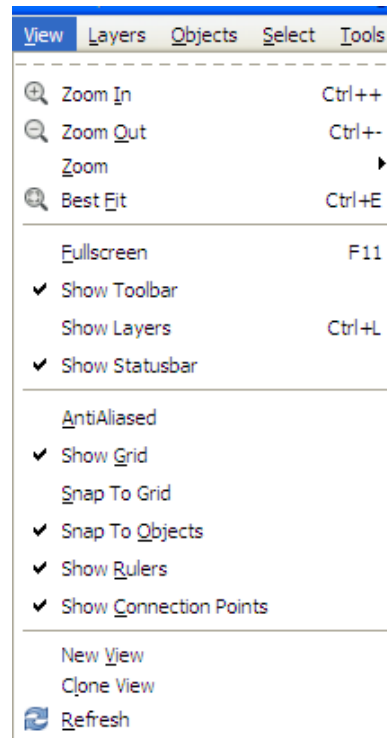 View Layers Objects Select Tools
Zoom In Ctrl++
Zoom Out Ctrl+-
Zoom
Best Fit Ctrl+E
Fullscreen F11
Show Toolbar
Show Layers Ctrl+L
Show Statusbar
AntiAliased
Show Grid
Snap To Grid
Snap To Objects
Show Rulers
Show Connection Points
New View
Clone View
Refresh